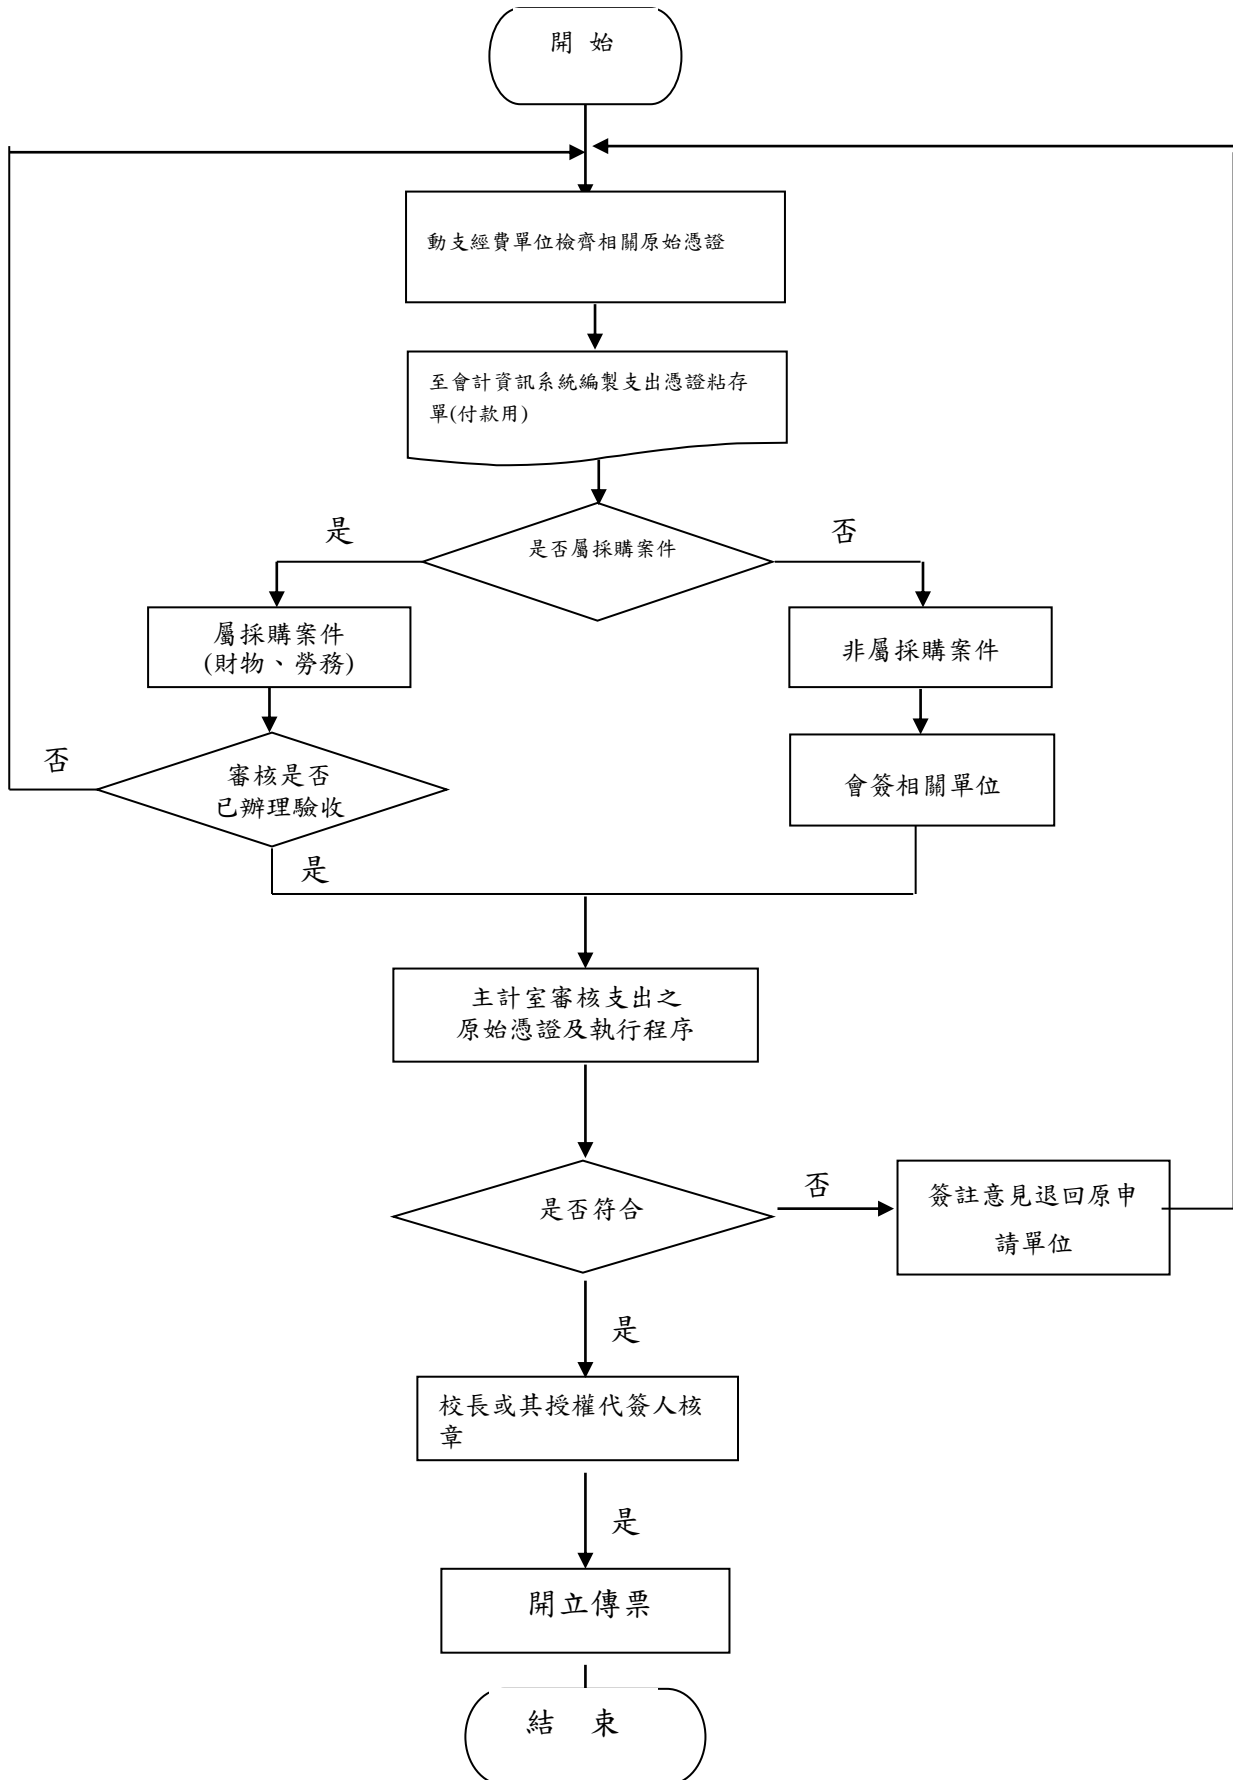 開 始
動支經費單位檢齊相關原始憑證
至會計資訊系統編製支出憑證粘存
單(付款用)
是
是否屬採購案件
否
屬採購案件
(財物、勞務)
非屬採購案件
否
審核是否
已辦理驗收
會簽相關單位
是
主計室審核支出之
原始憑證及執行程序
是否符合
否
簽註意見退回原申
請單位
是
校長或其授權代簽人核
章
是
開立傳票
結 束